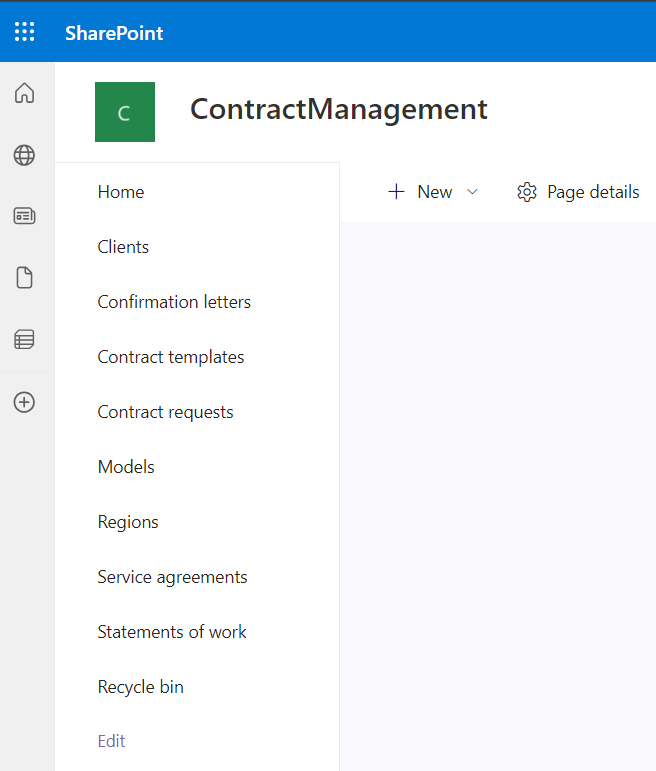 SharePoint
C
ContractManagement
Home
New
Page details
Clients
Confirmation letters
Contract templates
Contract requests
Models
Regions
Service agreements
Statements of work
Recycle bin
Edit